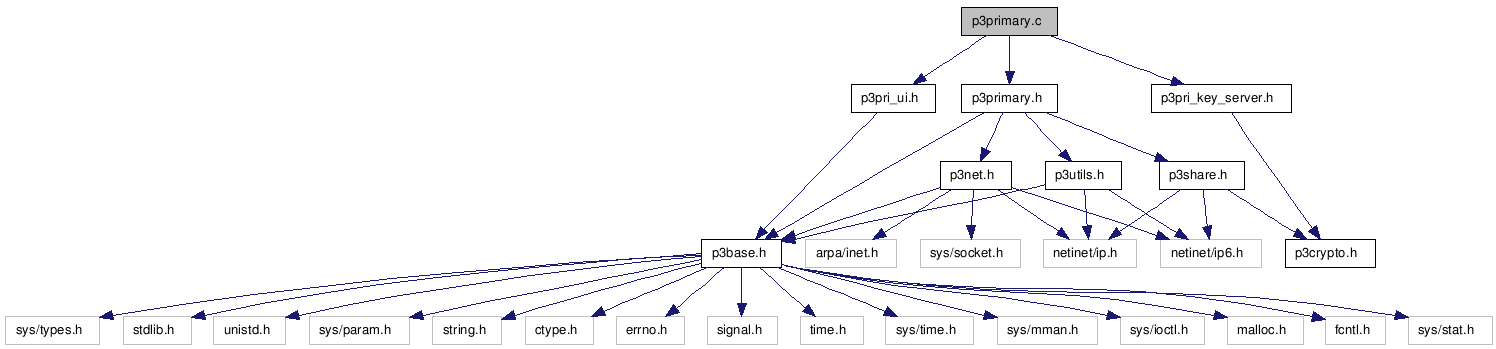 p3primary.c
p3pri_ui.h
p3primary.h
p3pri_key_server.h
p3net.h
p3utils.h
p3share.h
p3base.h
arpa/inet.h
sys/socket.h
netinet/ip.h
netinet/ip6.h
p3crypto.h
sys/types.h
stdlib.h
unistd.h
sys/param.h
string.h
ctype.h
errno.h
signal.h
time.h
sys/time.h
sys/mman.h
sys/ioctl.h
malloc.h
fcntl.h
sys/stat.h